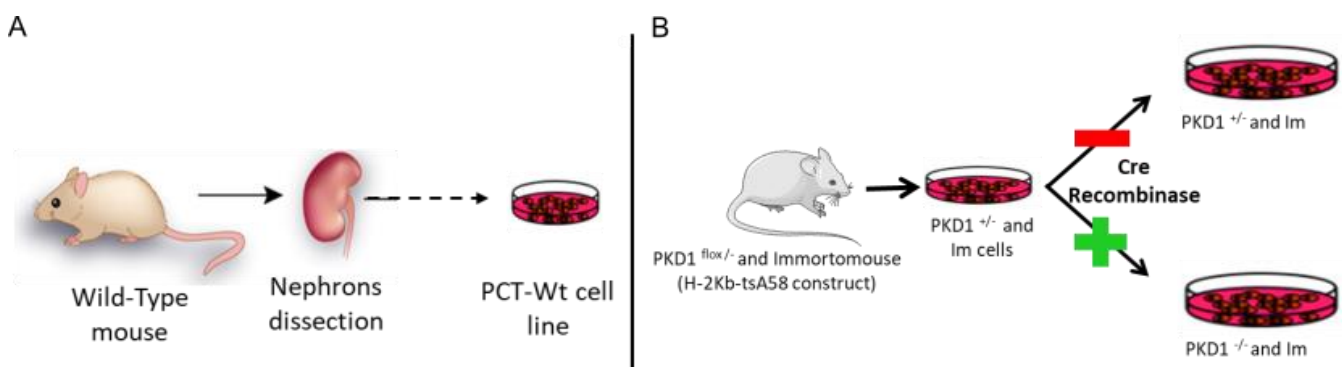 A
Wild-Type
mouse
Nephrons
dissection
PCT-Wt cell
line
B
PKD1 flox/- and Immortomouse
(H-2Kb-tsA58 construct)
PKD1 +/- and
Im cells
Cre
Recombinase
PKD1 +/- and Im
PKD1 -/- and Im